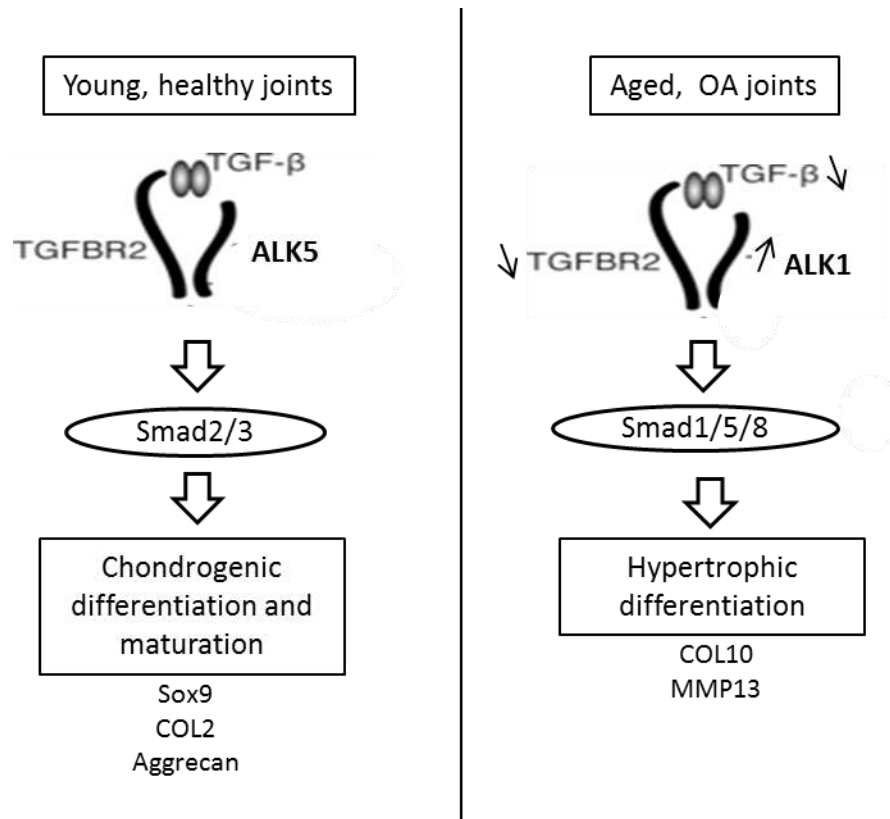 Young, healthy joints
TGF-β
TGFBR2
ALK5
Smad2/3
Chondrogenic
differentiation and
maturation
Sox9
COL2
Aggrecan
Aged, OA joints
TGF-β
TGFBR2
ALK1
Smad1/5/8
Hypertrophic
differentiation
COL10
MMP13